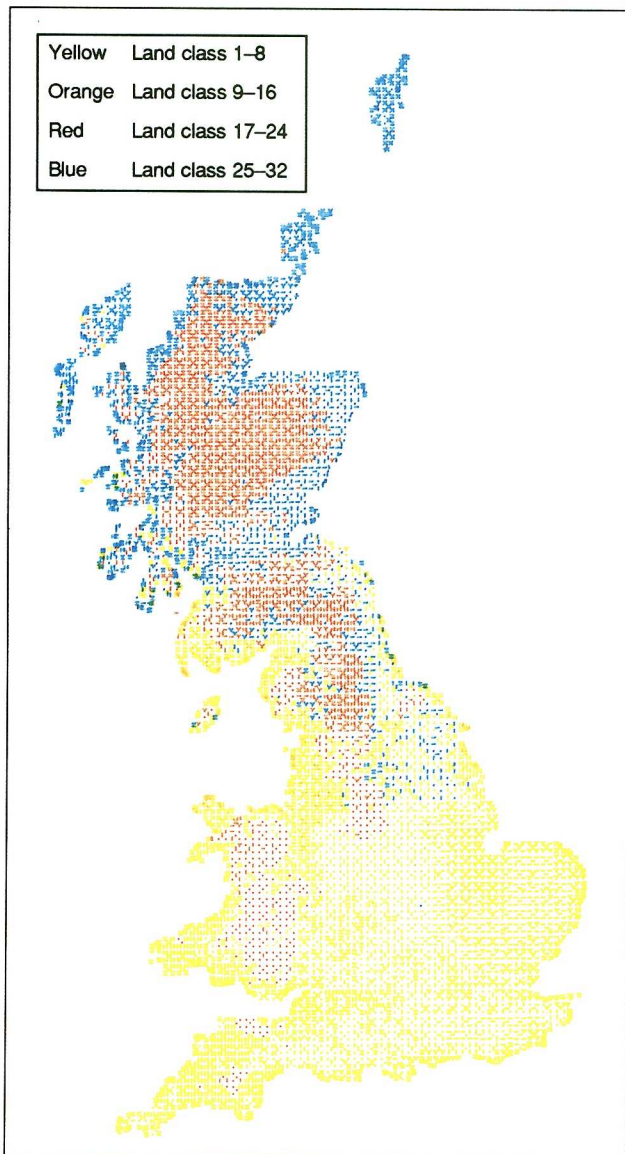 Yellow Land class 1–8
Orange Land class 9–16
Red Land class 17–24
Blue Land class 25–32